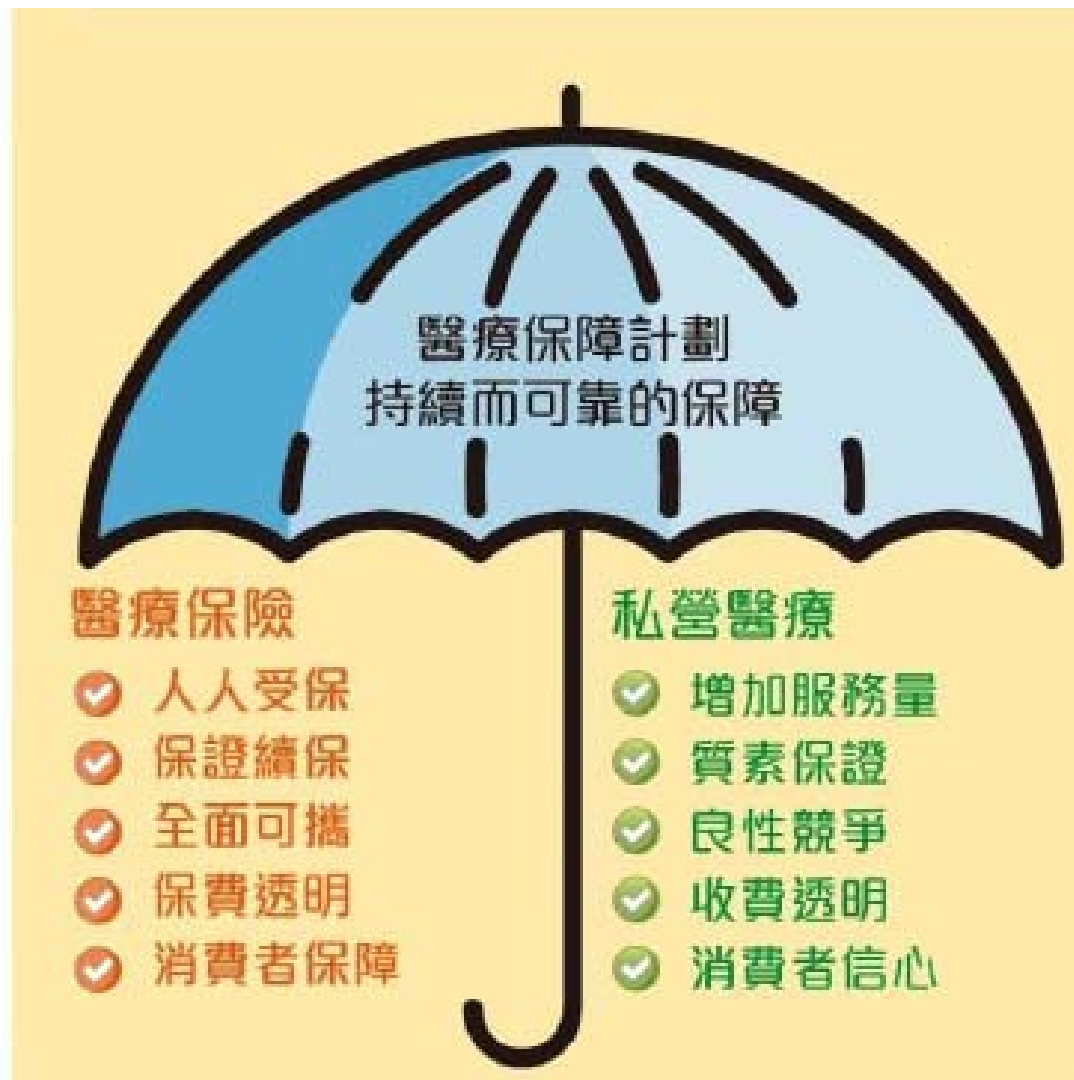 醫療保障計劃
持續而可靠的保障
醫療保險
人人受保
保證續保
全面可攜
保費透明
消費者保障
私營醫療
增加服務量
質素保證
良性競爭
收費透明
消費者信心